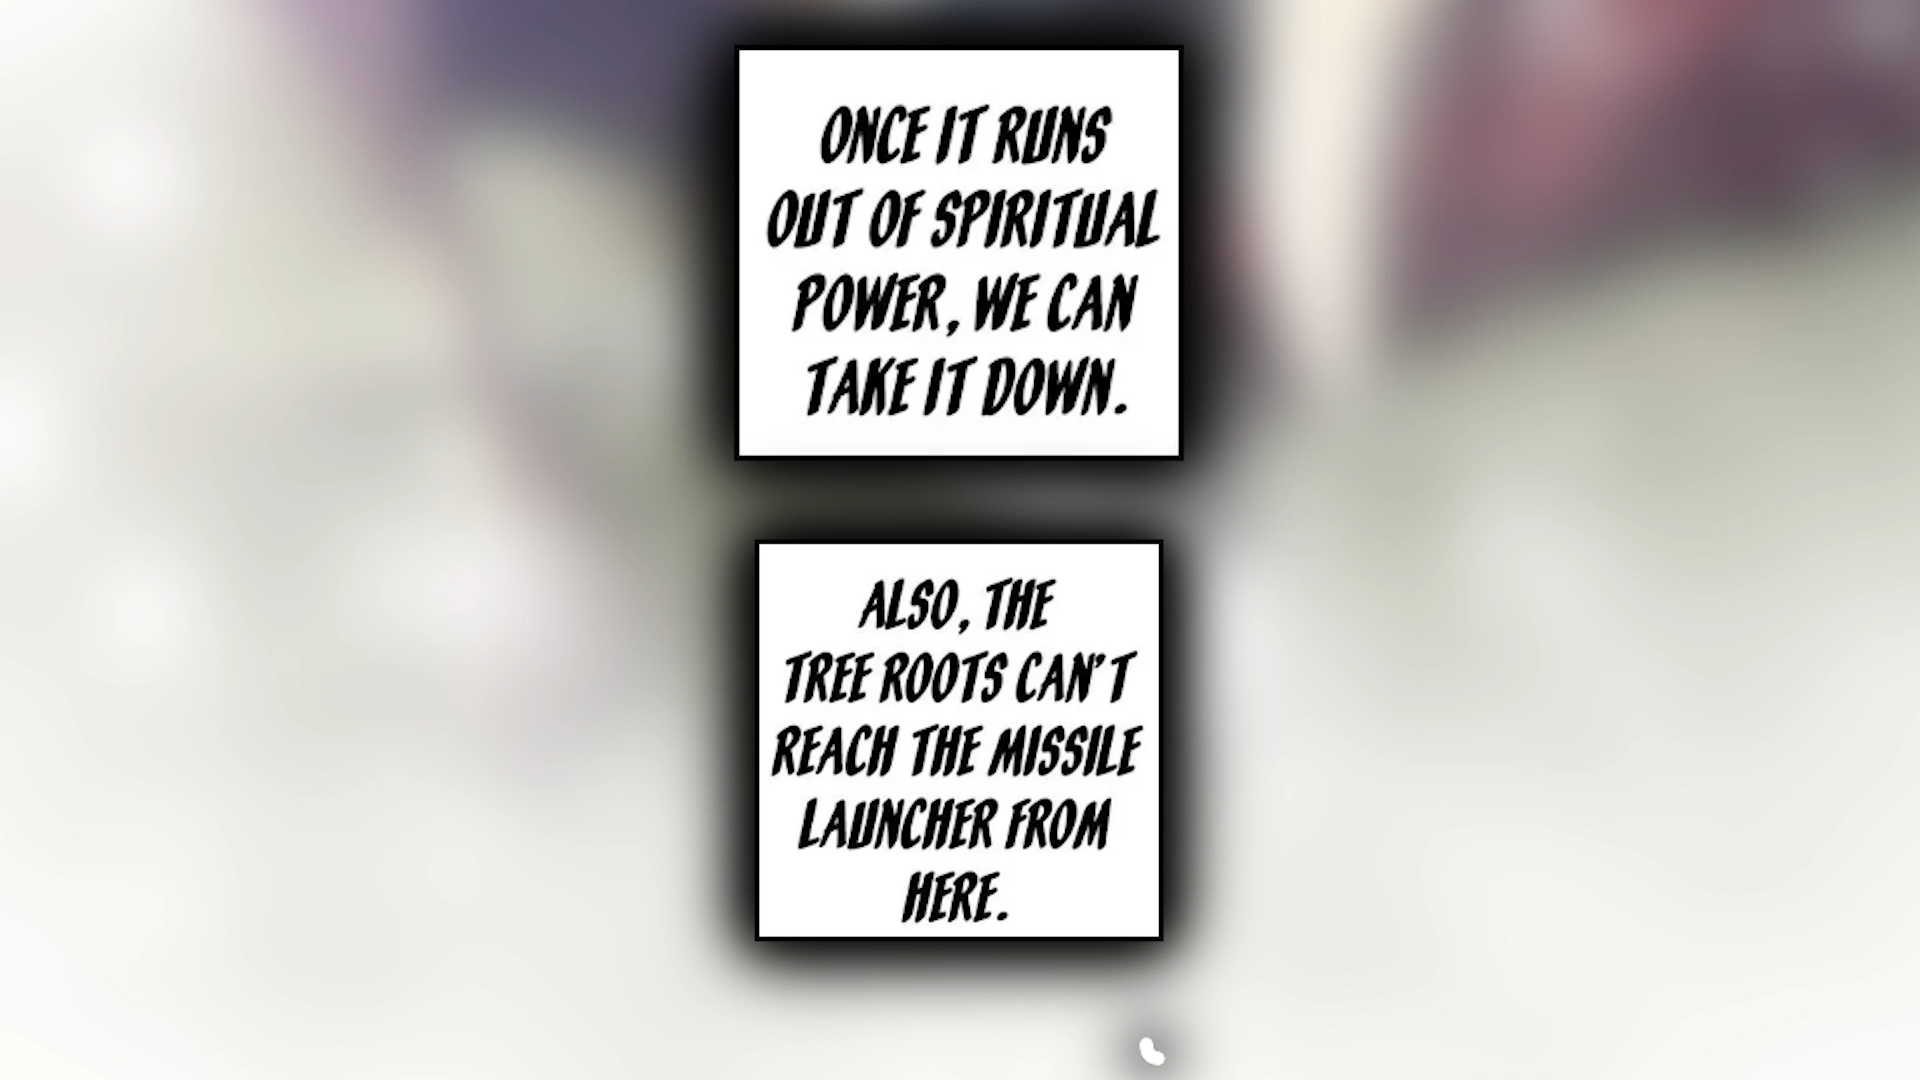 ONCE IT RUNS
OUT OF SPIRITUAL
POWER, WE CAN
TAKE IT DOWN.
ALSO, THE
TREE ROOTS CAN'T
REACH THE MISSILE
LAUNCHER FROM
HERE.